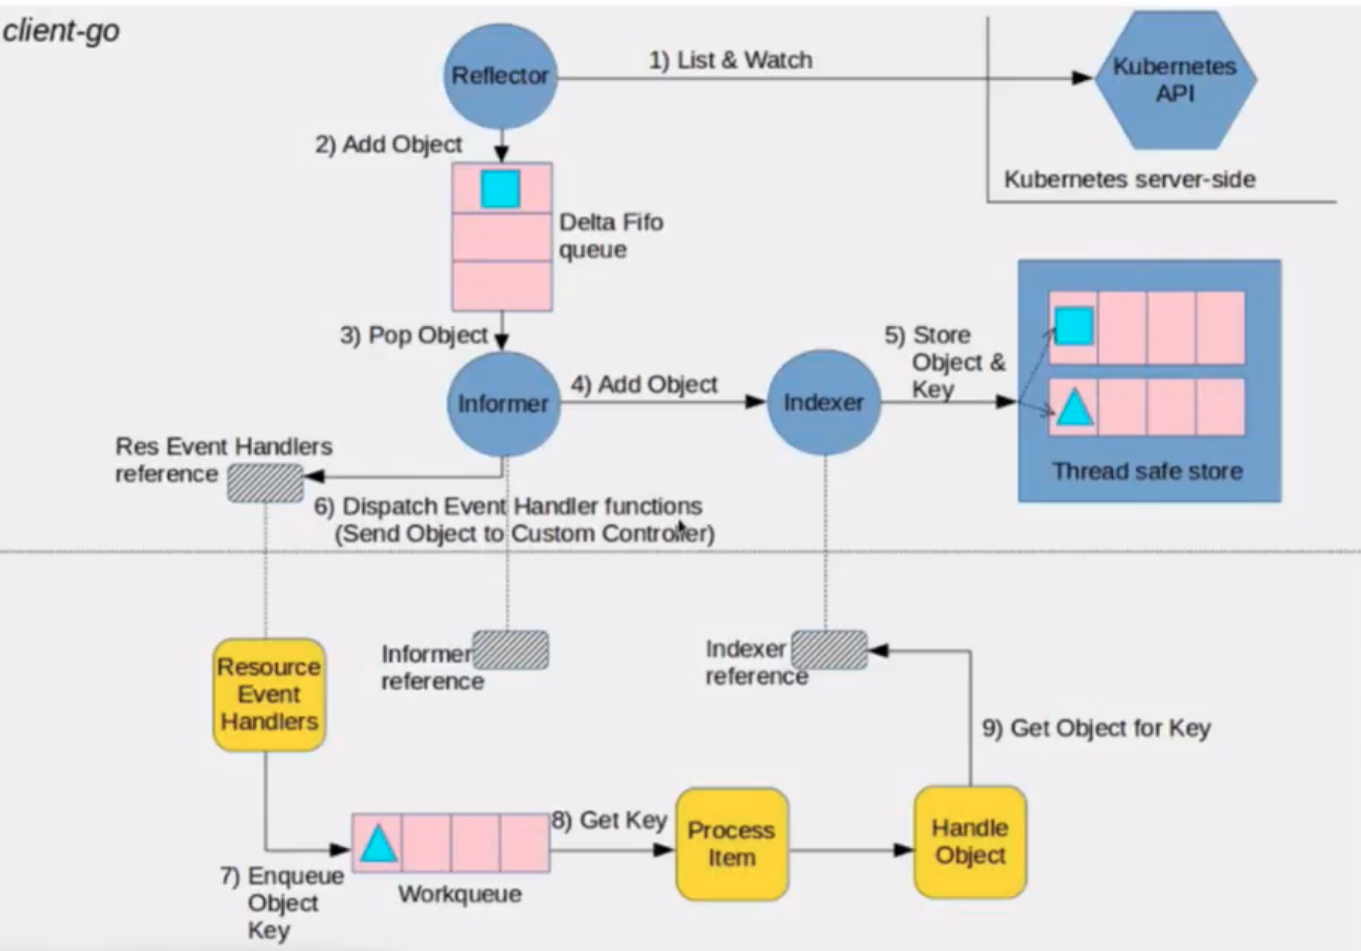 client-go
Reflector
1) List & Watch
Kubernetes
API
Kubernetes server-side
2) Add Object
Delta Fifo
queue
3) Pop Object
Informer
4) Add Object
Indexer
5) Store
Object &
Key
Thread safe store
Res Event Handlers
reference
6) Dispatch Event Handler functions
(Send Object to Custom Controller)
Resource
Event
Handlers
Informer
reference
Indexer
reference
9) Get Object for Key
7) Enqueue
Object
Key
Workqueue
8) Get Key
Process
Item
Handle
Object